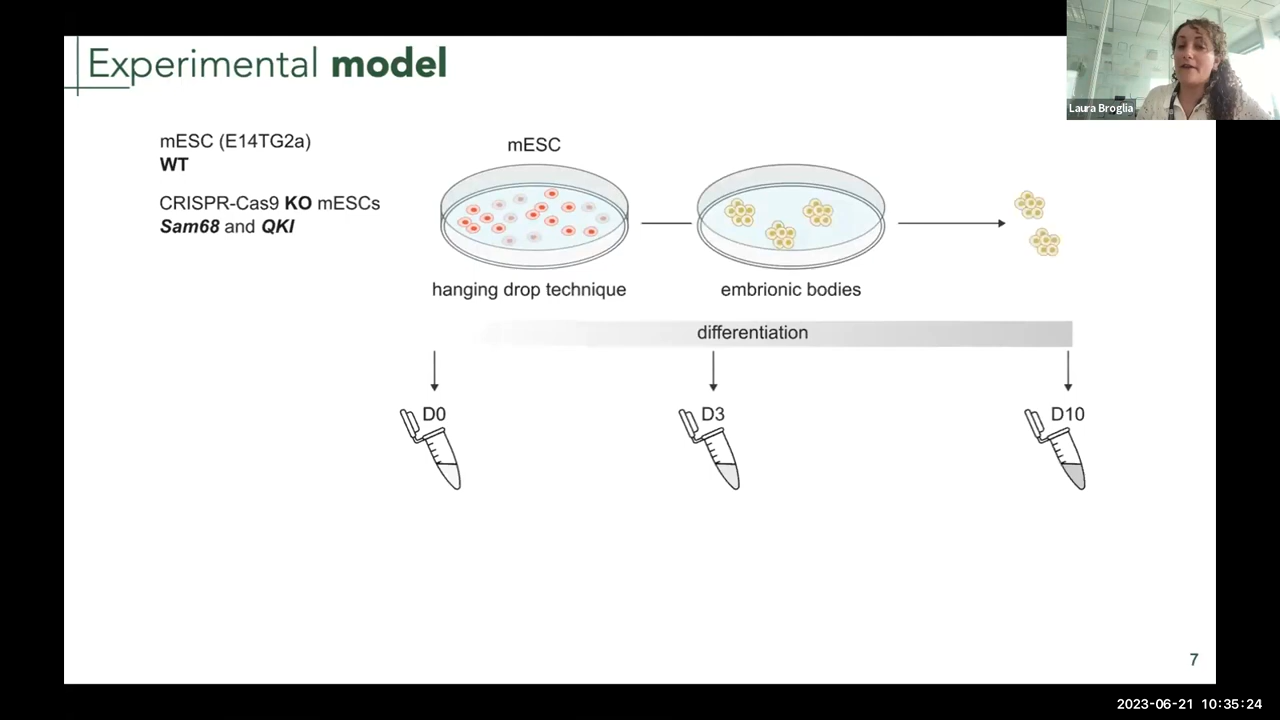 Experimental model
Laura Broglia
mESC (E14TG2a)
WT
CRISPR-Cas9 KO mESCs
Sam68 and QKI
mESC
hanging drop technique
embrionic bodies
differentiation
D0
D3
D10
7
2023-06-21 10:35:24